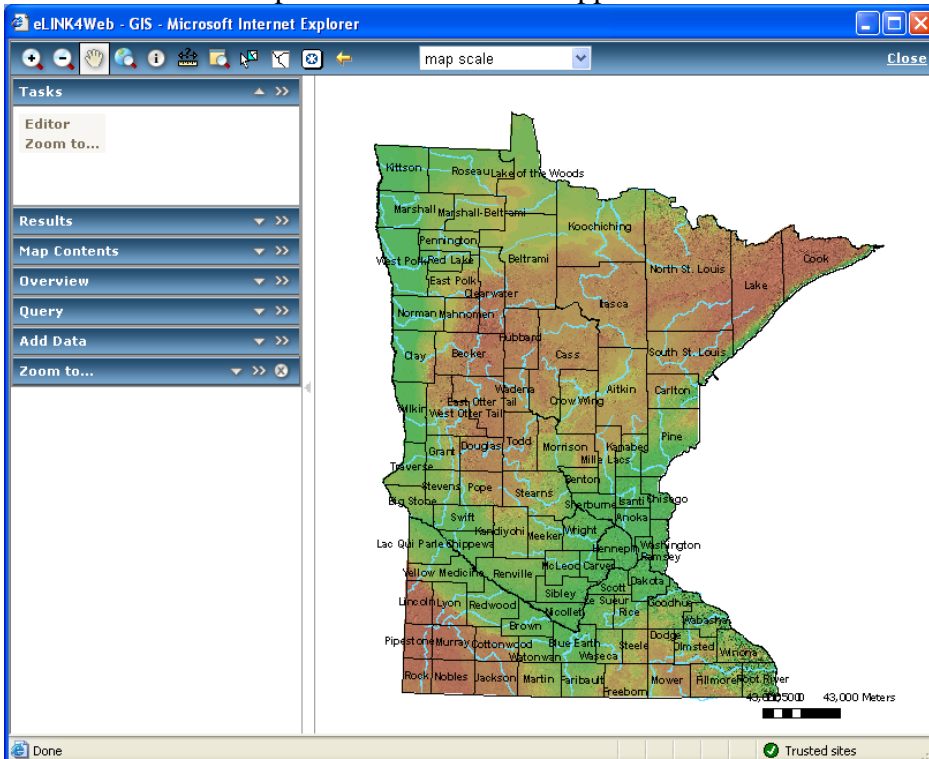 eLINK4Web - GIS - Microsoft Internet Explorer
map scale
Close
Tasks
Editor
Zoom to...
Results
Map Contents
Overview
Query
Add Data
Zoom to...
Kittson
Roseau
Lake of the Woods
Marshall
Marshall-Beltrami
Koochiching
Pennington
West Polk
Red Lake
Beltrami
North St. Louis
Cook
Lake
East Polk
Clearwater
Itasca
Norman
Mahnomen
Hubbard
Clay
Becker
Cass
South St. Louis
Wadena
Aitkin
Carlton
East Otter Tail
Crow Wing
Wilkin
West Otter Tail
Pine
Grant
Douglas
Todd
Morrison
Kanabec
Mille Lacs
Traverse
Stevens
Pope
Benton
Big Stone
Stearns
Sherburne
Isanti
Chisago
Swift
Anoka
Kandiyohi
Meeker
Wright
Lac Qui Parle
Chippewa
Hennepin
Washington
Ramsey
McLeod
Carver
Yellow Medicine
Renville
Scott
Dakota
Sibley
Lincoln
Lyon
Redwood
Nicollet
Le Sueur
Rice
Goodhue
Wabasha
Brown
Pipestone
Murray
Cottonwood
Blue Earth
Steele
Dodge
Olmsted
Winona
Watonwan
Waseca
Rock
Nobles
Jackson
Martin
Faribault
Freeborn
Mower
Fillmore
Root River
43,000 Meters
Done
Trusted sites